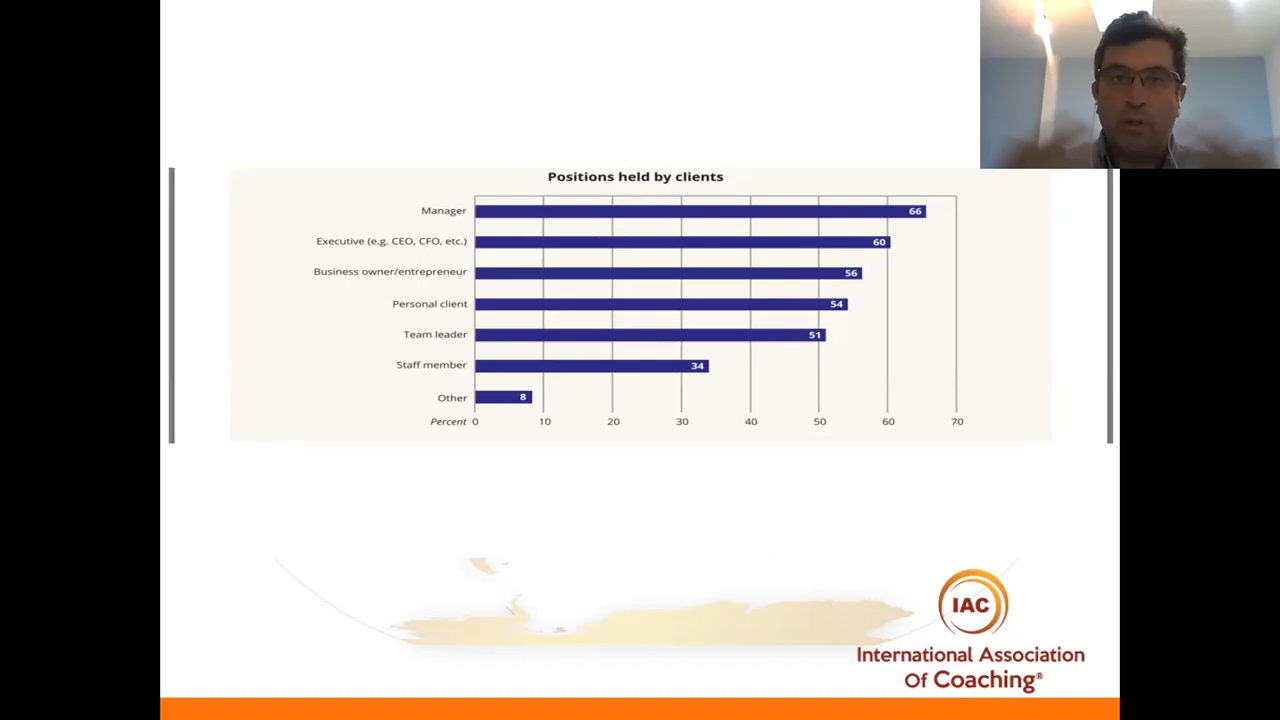 Positions held by clients
Manager 66
Executive (e.g. CEO, CFO, etc.) 60
Business owner/entrepreneur 56
Personal client 54
Team leader 51
Staff member 34
Other 8
Percent 0 10 20 30 40 50 60 70
IAC
International Association
Of Coaching®